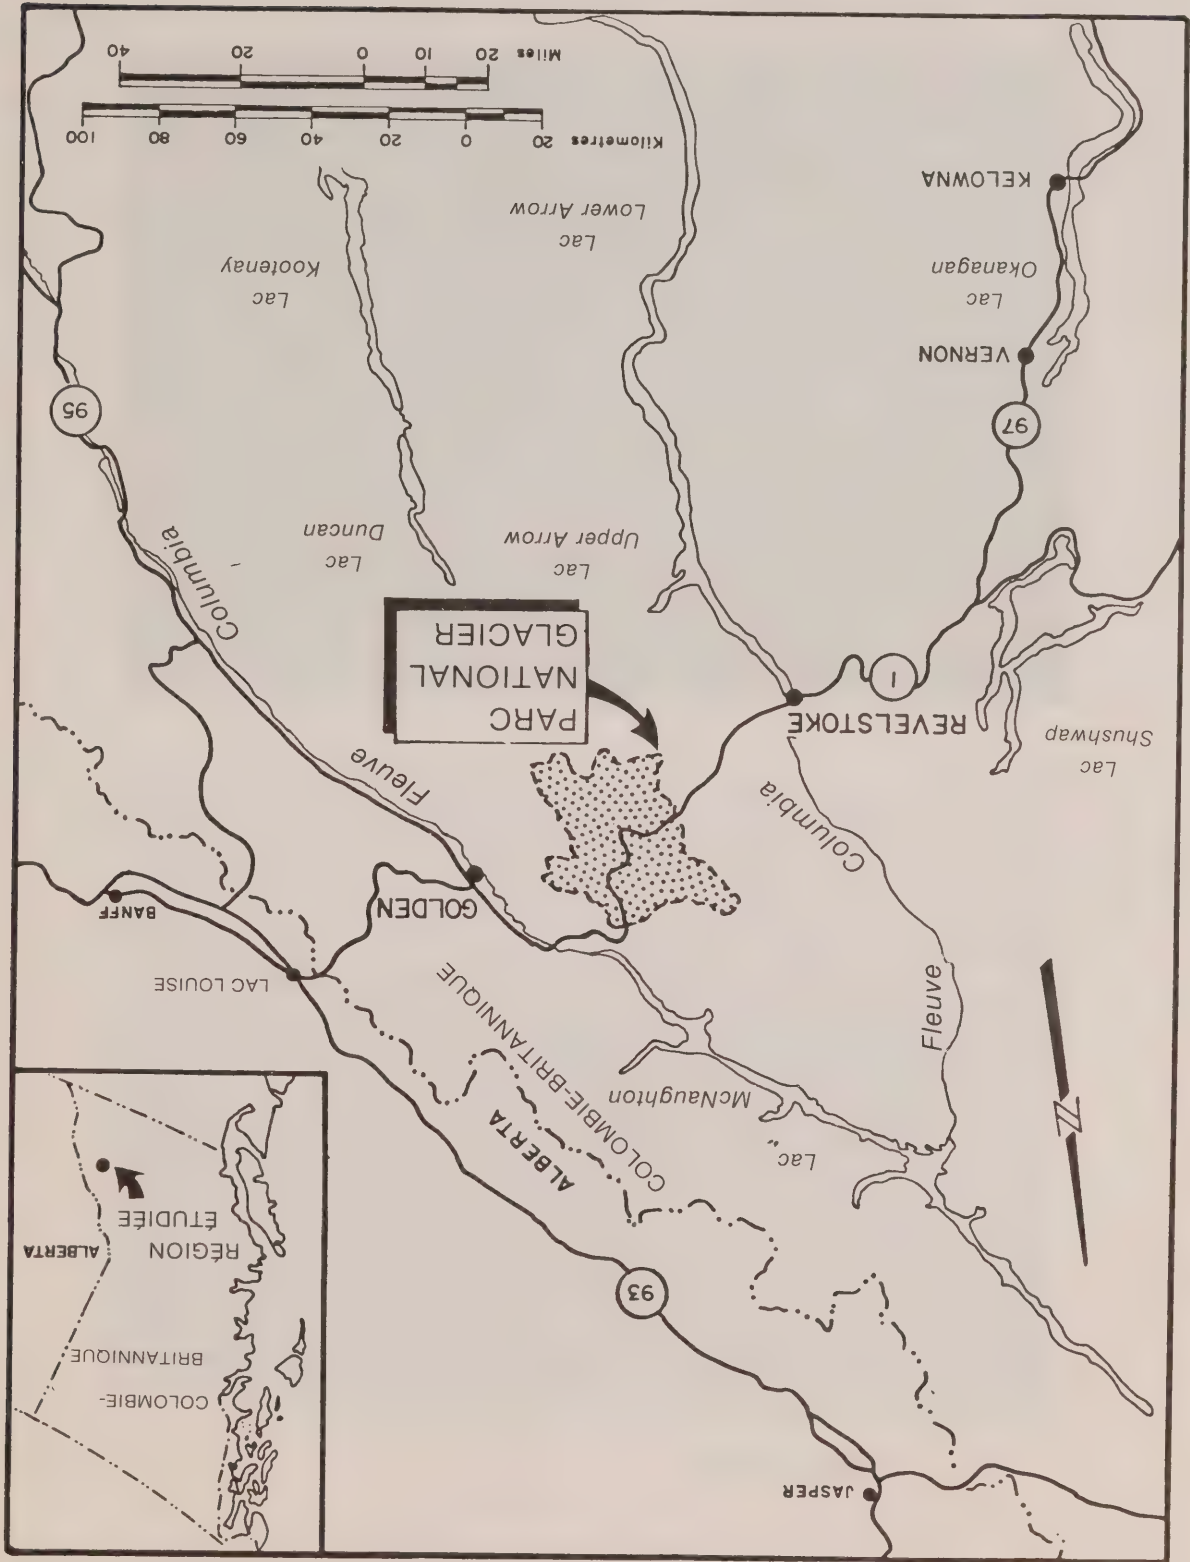 JASPER
93
COLOMBIE-
BRITANNIQUE
RÉGION
ÉTUDIÉE
ALBERTA
Lac
McNaughton
ALBERTA
COLOMBIE-BRITANNIQUE
LAC LOUISE
BANFF
GOLDEN
Fleuve
Columbia
Fleuve
Columbia
Lac
Shushwap
REVELSTOKE
1
PARC
NATIONAL
GLACIER
Lac
Upper Arrow
Lac
Duncan
95
97
VERNON
Lac
Okanagan
KELOWNA
Lac
Lower Arrow
Lac
Kootenay
Kilometres 20 0 20 40 60 80 100
Miles 20 10 0 20 40
N